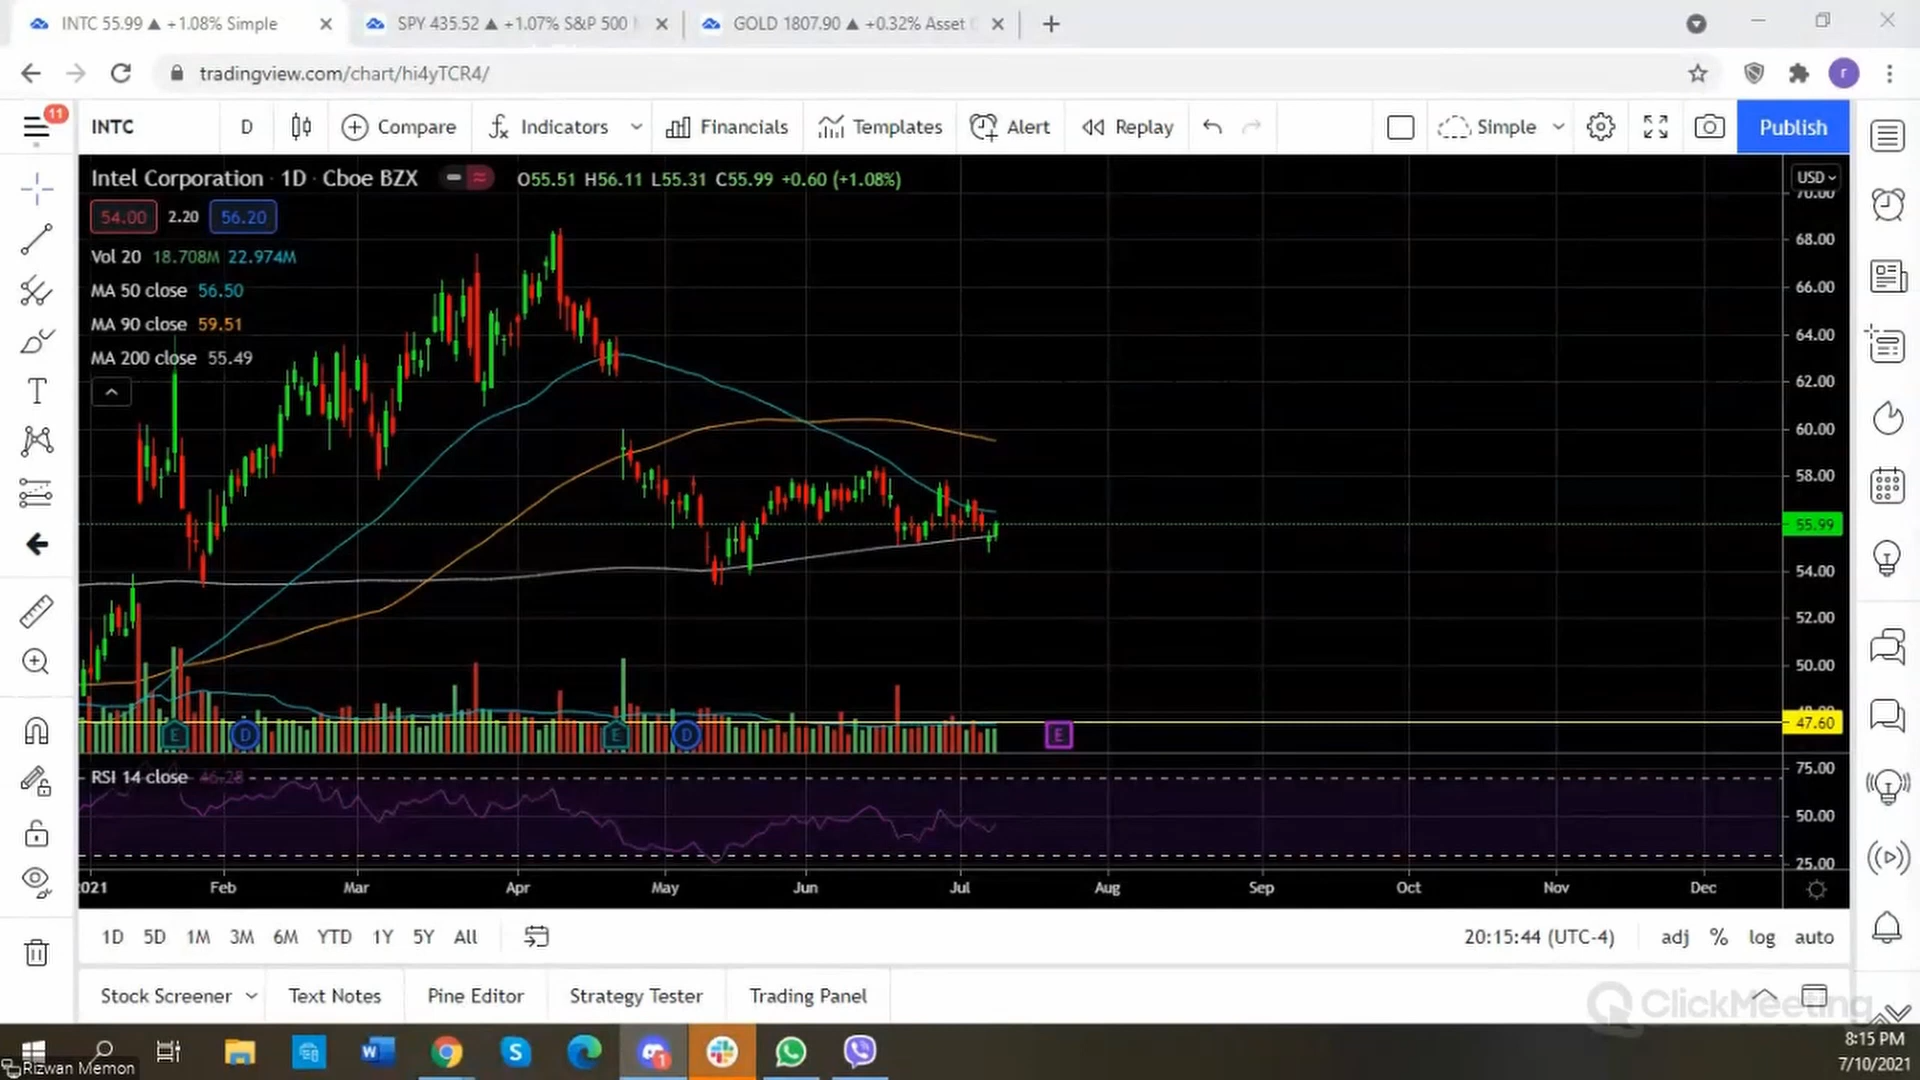 INTC 55.99 ▲ +1.08% Simple
SPY 435.52 ▲ +1.07% S&P 500
GOLD 1807.90 ▲ +0.32% Asset
tradingview.com/chart/hi4yTCR4/
r
11
INTC
D
Compare
Indicators
Financials
Templates
Alert
Replay
Simple
Publish
Intel Corporation · 1D · Cboe BZX
O55.51 H56.11 L55.31 C55.99 +0.60 (+1.08%)
USD
54.00 2.20 56.20
Vol 20 18.708M 22.974M
MA 50 close 56.50
MA 90 close 59.51
MA 200 close 55.49
70.00
68.00
66.00
64.00
62.00
60.00
58.00
55.99
54.00
52.00
50.00
47.60
E
D
E
D
E
RSI 14 close 46.28
75.00
50.00
25.00
2021 Feb Mar Apr May Jun Jul Aug Sep Oct Nov Dec
1D 5D 1M 3M 6M YTD 1Y 5Y All
20:15:44 (UTC-4)
adj % log auto
Stock Screener
Text Notes
Pine Editor
Strategy Tester
Trading Panel
ClickMeeting
1
8:15 PM
7/10/2021
Rizwan Memon